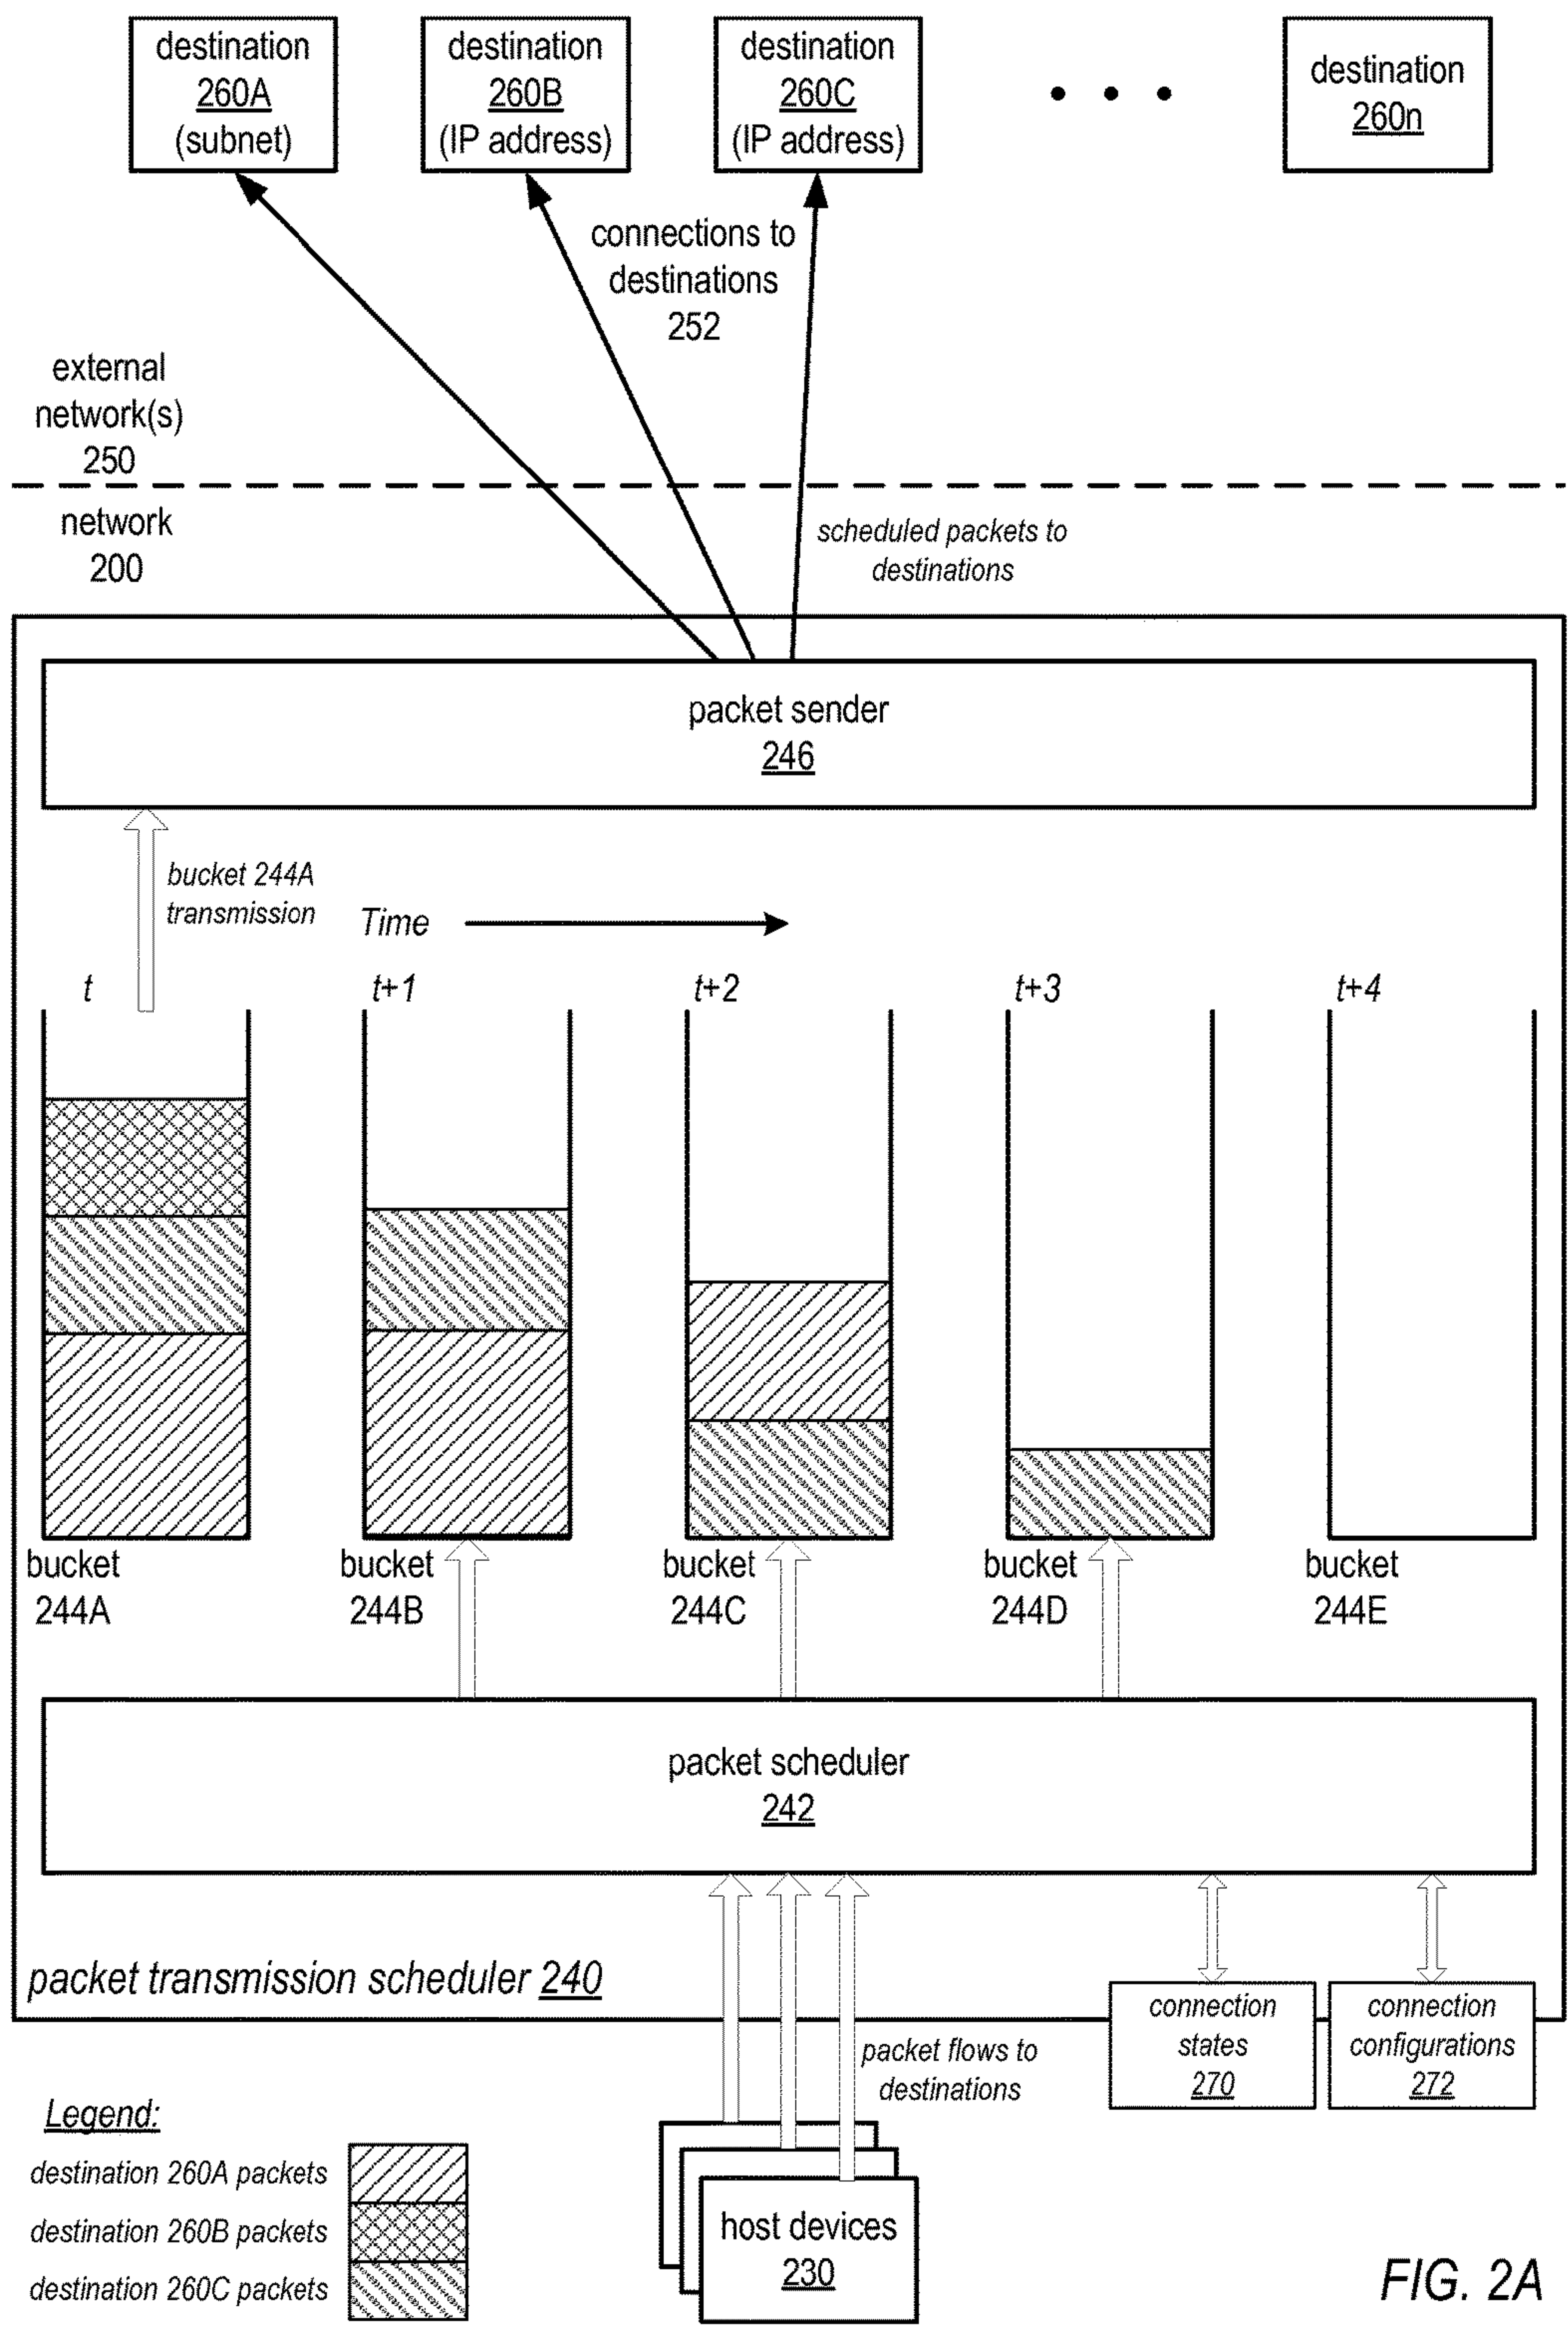 destination
260A
(subnet)
destination
260B
(IP address)
destination
260C
(IP address)
destination
260n
connections to
destinations
252
external
network(s)
250
network
200
scheduled packets to
destinations
packet sender
246
bucket 244A
transmission
Time
t
t+1
t+2
t+3
t+4
bucket
244A
bucket
244B
bucket
244C
bucket
244D
bucket
244E
packet scheduler
242
packet transmission scheduler 240
connection
states
270
connection
configurations
272
packet flows to
destinations
Legend:
destination 260A packets
destination 260B packets
destination 260C packets
host devices
230
FIG. 2A